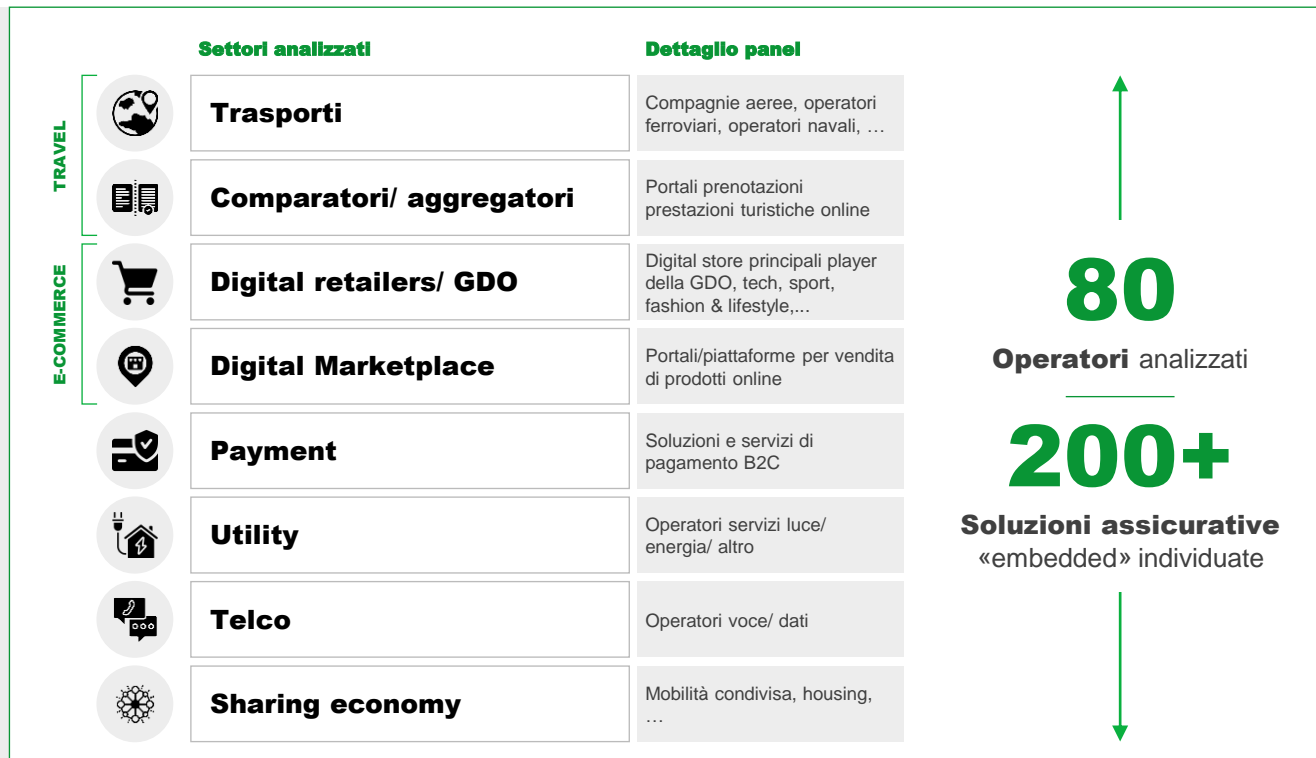 Settori analizzati
Dettaglio panel
TRAVEL
Trasporti
Compagnie aeree, operatori
ferroviari, operatori navali, …
Comparatori/ aggregatori
Portali prenotazioni
prestazioni turistiche online
E-COMMERCE
Digital retailers/ GDO
Digital store principali player
della GDO, tech, sport,
fashion & lifestyle,...
Digital Marketplace
Portali/piattaforme per vendita
di prodotti online
Payment
Soluzioni e servizi di
pagamento B2C
Utility
Operatori servizi luce/
energia/ altro
Telco
Operatori voce/ dati
Sharing economy
Mobilità condivisa, housing,
…
80
Operatori analizzati
200+
Soluzioni assicurative
«embedded» individuate